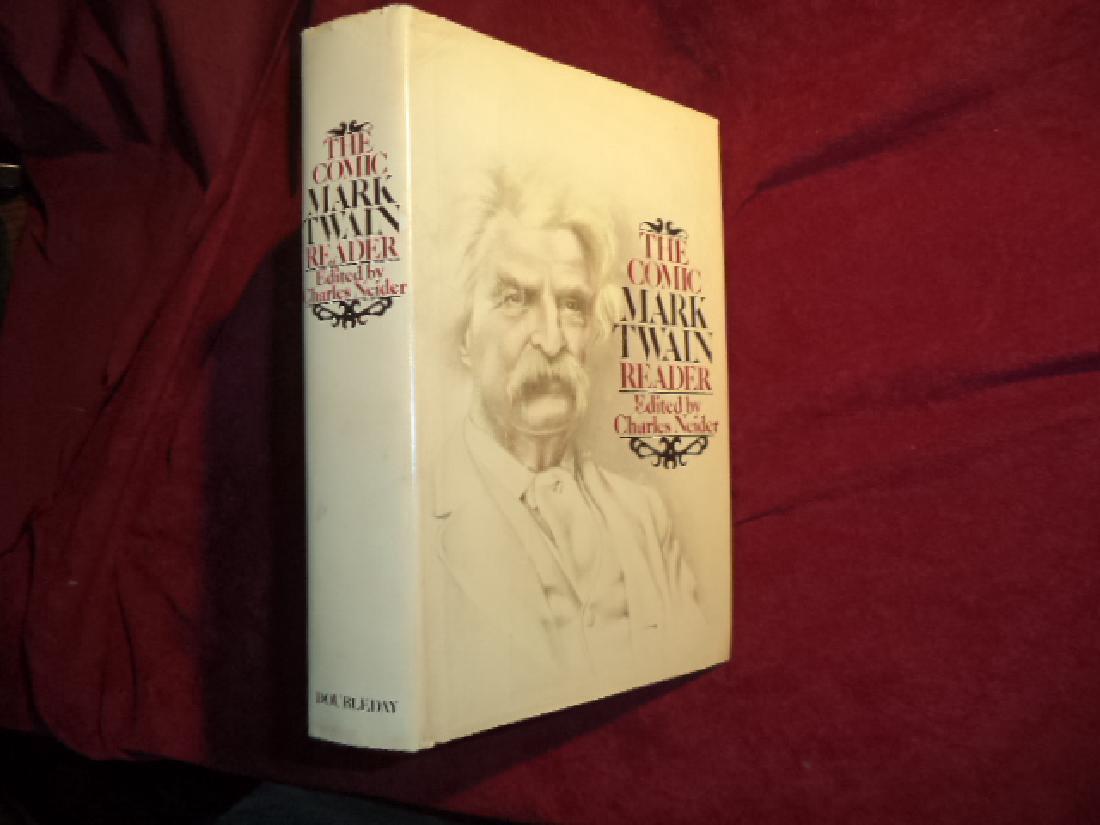 THE
COMIC
MARK
TWAIN
READER
Edited by
Charles Neider
DOUBLEDAY
THE
COMIC
MARK
TWAIN
READER
Edited by
Charles Neider